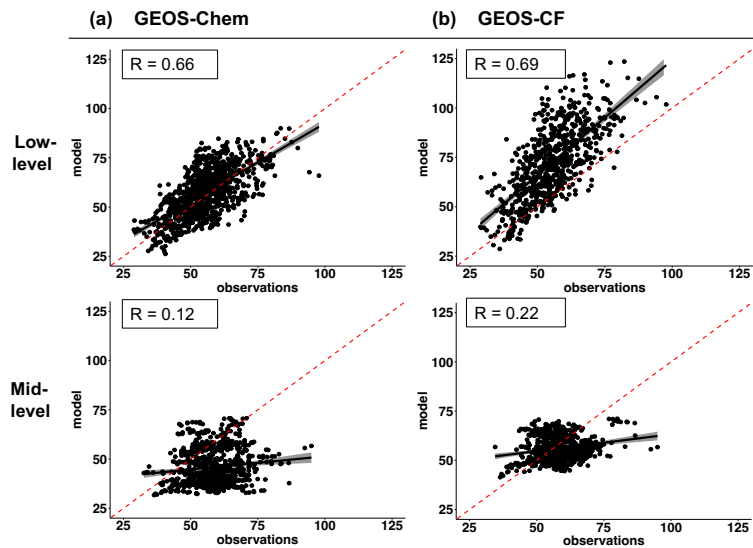 (a) GEOS-Chem (b) GEOS-CF
Low-
level
R = 0.66
model
125
100
75
50
25
25 50 75 100 125
observations
R = 0.69
model
125
100
75
50
25
25 50 75 100 125
observations
Mid-
level
R = 0.12
model
125
100
75
50
25
25 50 75 100 125
observations
R = 0.22
model
125
100
75
50
25
25 50 75 100 125
observations